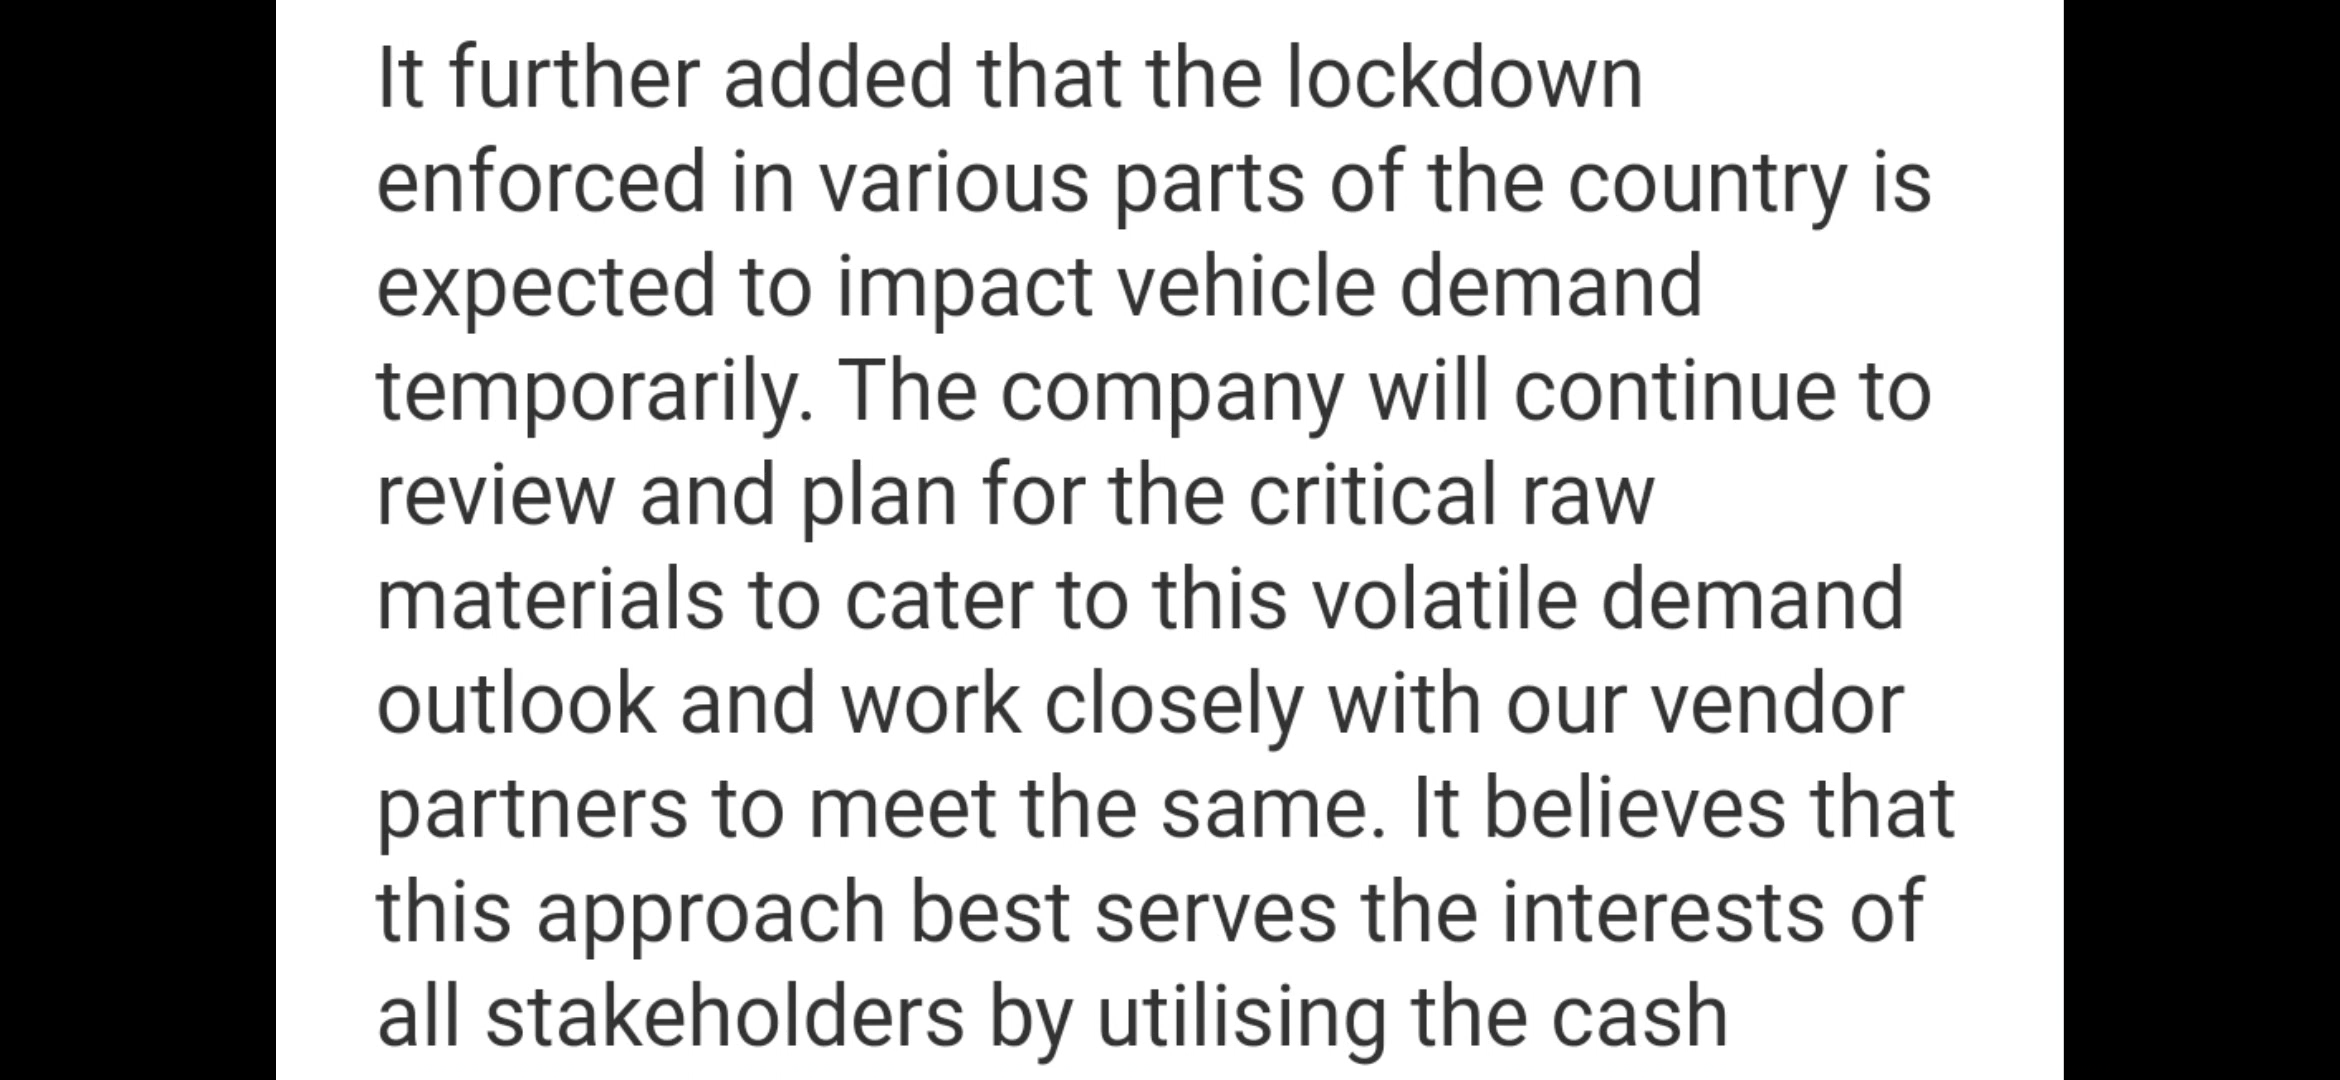 It further added that the lockdown
enforced in various parts of the country is
expected to impact vehicle demand
temporarily. The company will continue to
review and plan for the critical raw
materials to cater to this volatile demand
outlook and work closely with our vendor
partners to meet the same. It believes that
this approach best serves the interests of
all stakeholders by utilising the cash